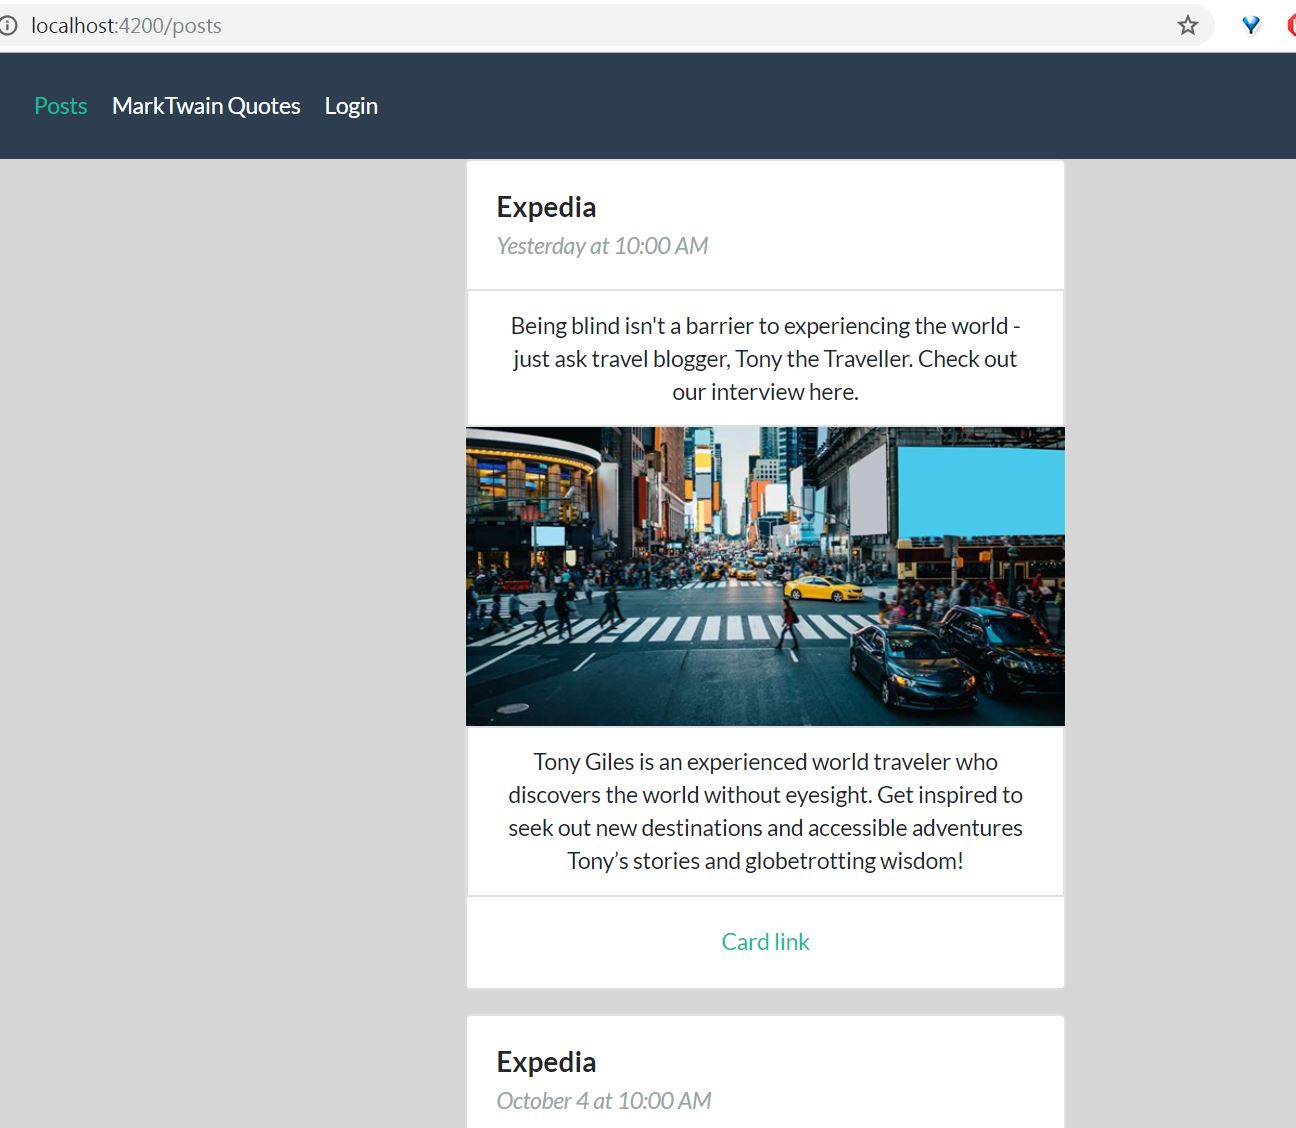 localhost:4200/posts
Posts MarkTwain Quotes Login
Expedia
Yesterday at 10:00 AM
Being blind isn't a barrier to experiencing the world -
just ask travel blogger, Tony the Traveller. Check out
our interview here.
Tony Giles is an experienced world traveler who
discovers the world without eyesight. Get inspired to
seek out new destinations and accessible adventures
Tony’s stories and globetrotting wisdom!
Card link
Expedia
October 4 at 10:00 AM